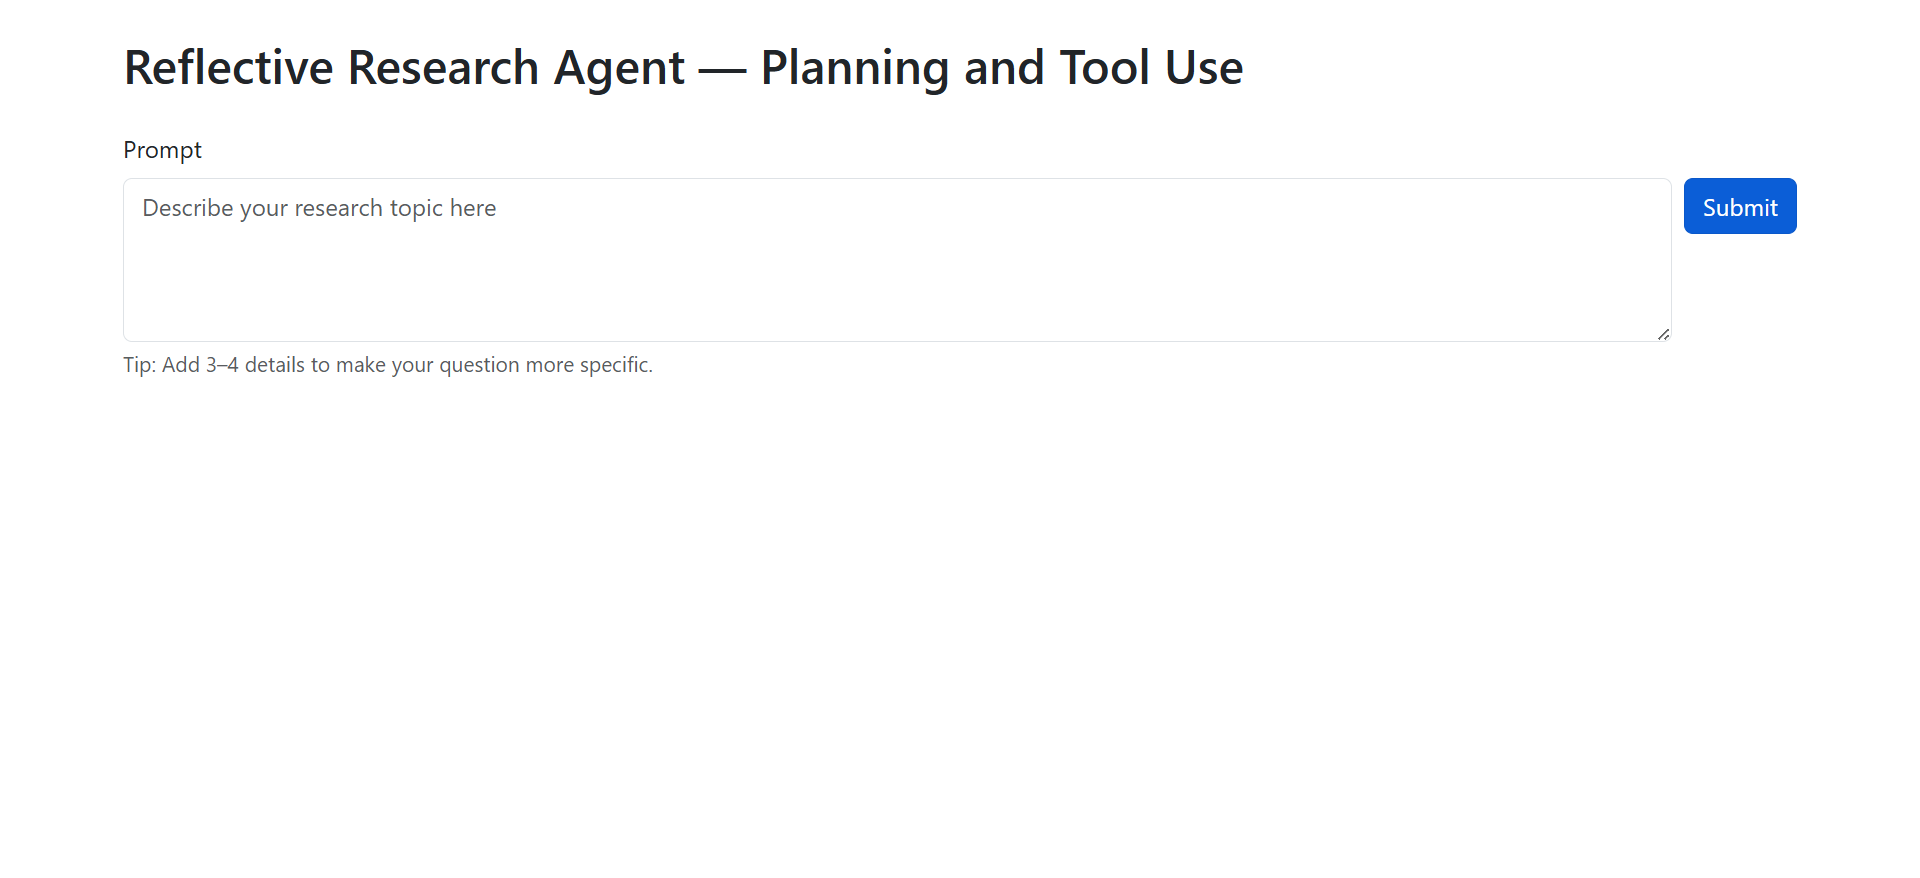 Reflective Research Agent — Planning and Tool Use
Prompt
Describe your research topic here
Submit
Tip: Add 3–4 details to make your question more specific.